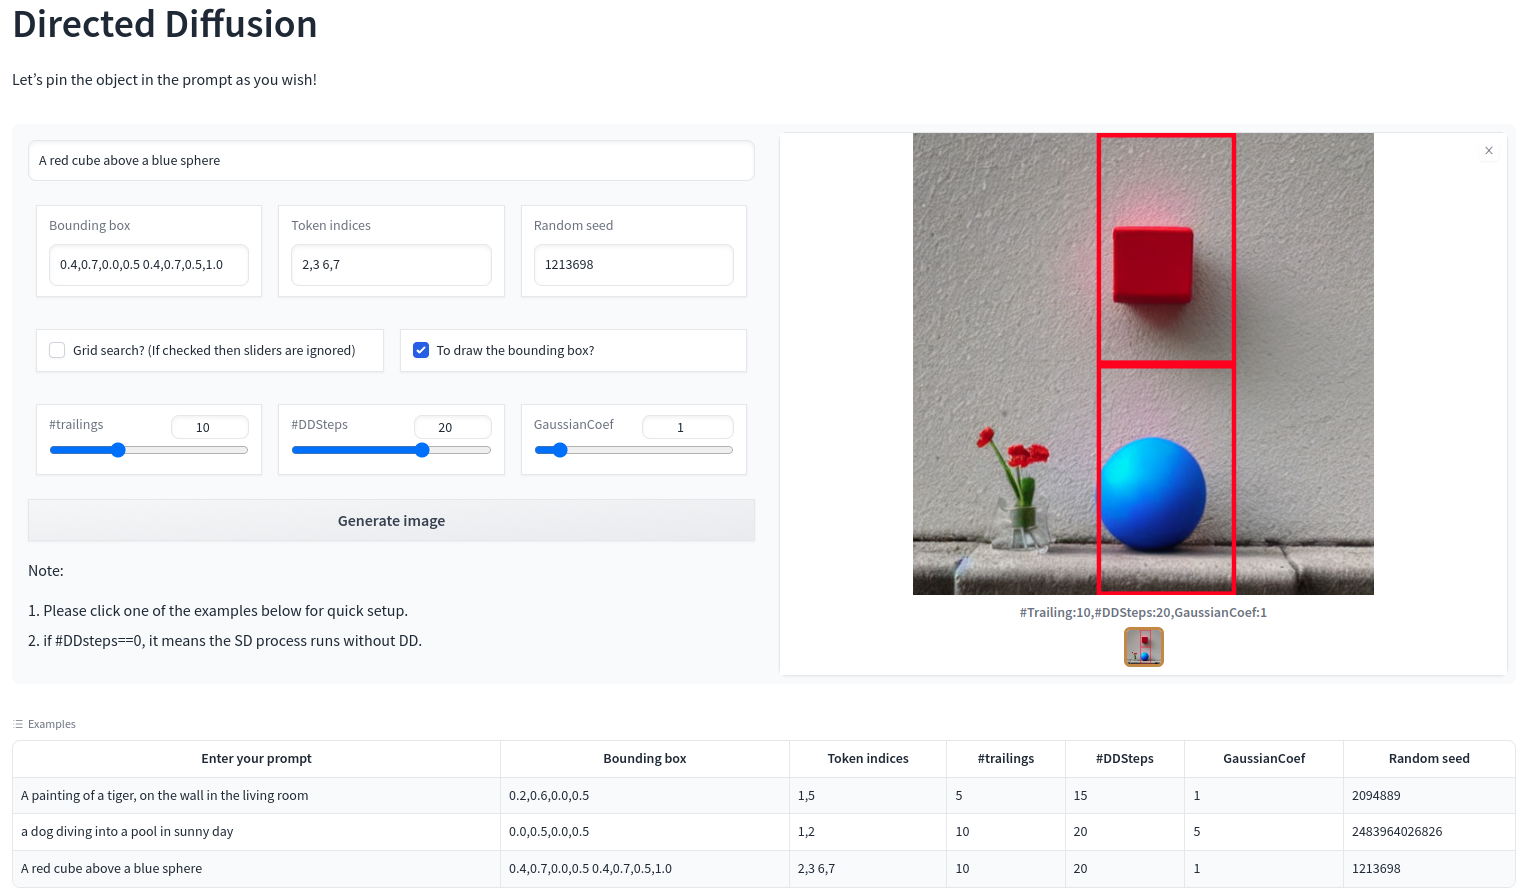 Directed Diffusion
Let's pin the object in the prompt as you wish!
A red cube above a blue sphere
Bounding box
Token indices
Random seed
0.4,0.7,0.0,0.5 0.4,0.7,0.5,1.0
2,3 6,7
1213698
Grid search? (If checked then sliders are ignored)
To draw the bounding box?
#trailings
10
#DDSteps
20
GaussianCoef
1
Generate image
Note:
1. Please click one of the examples below for quick setup.
2. if #DDsteps==0, it means the SD process runs without DD.
#Trailing:10,#DDSteps:20,GaussianCoef:1
Examples
Enter your prompt Bounding box Token indices #trailings #DDSteps GaussianCoef Random seed
A painting of a tiger, on the wall in the living room 0.2,0.6,0.0,0.5 1,5 5 15 1 2094889
a dog diving into a pool in sunny day 0.0,0.5,0.0,0.5 1,2 10 20 5 2483964026826
A red cube above a blue sphere 0.4,0.7,0.0,0.5 0.4,0.7,0.5,1.0 2,3 6,7 10 20 1 1213698